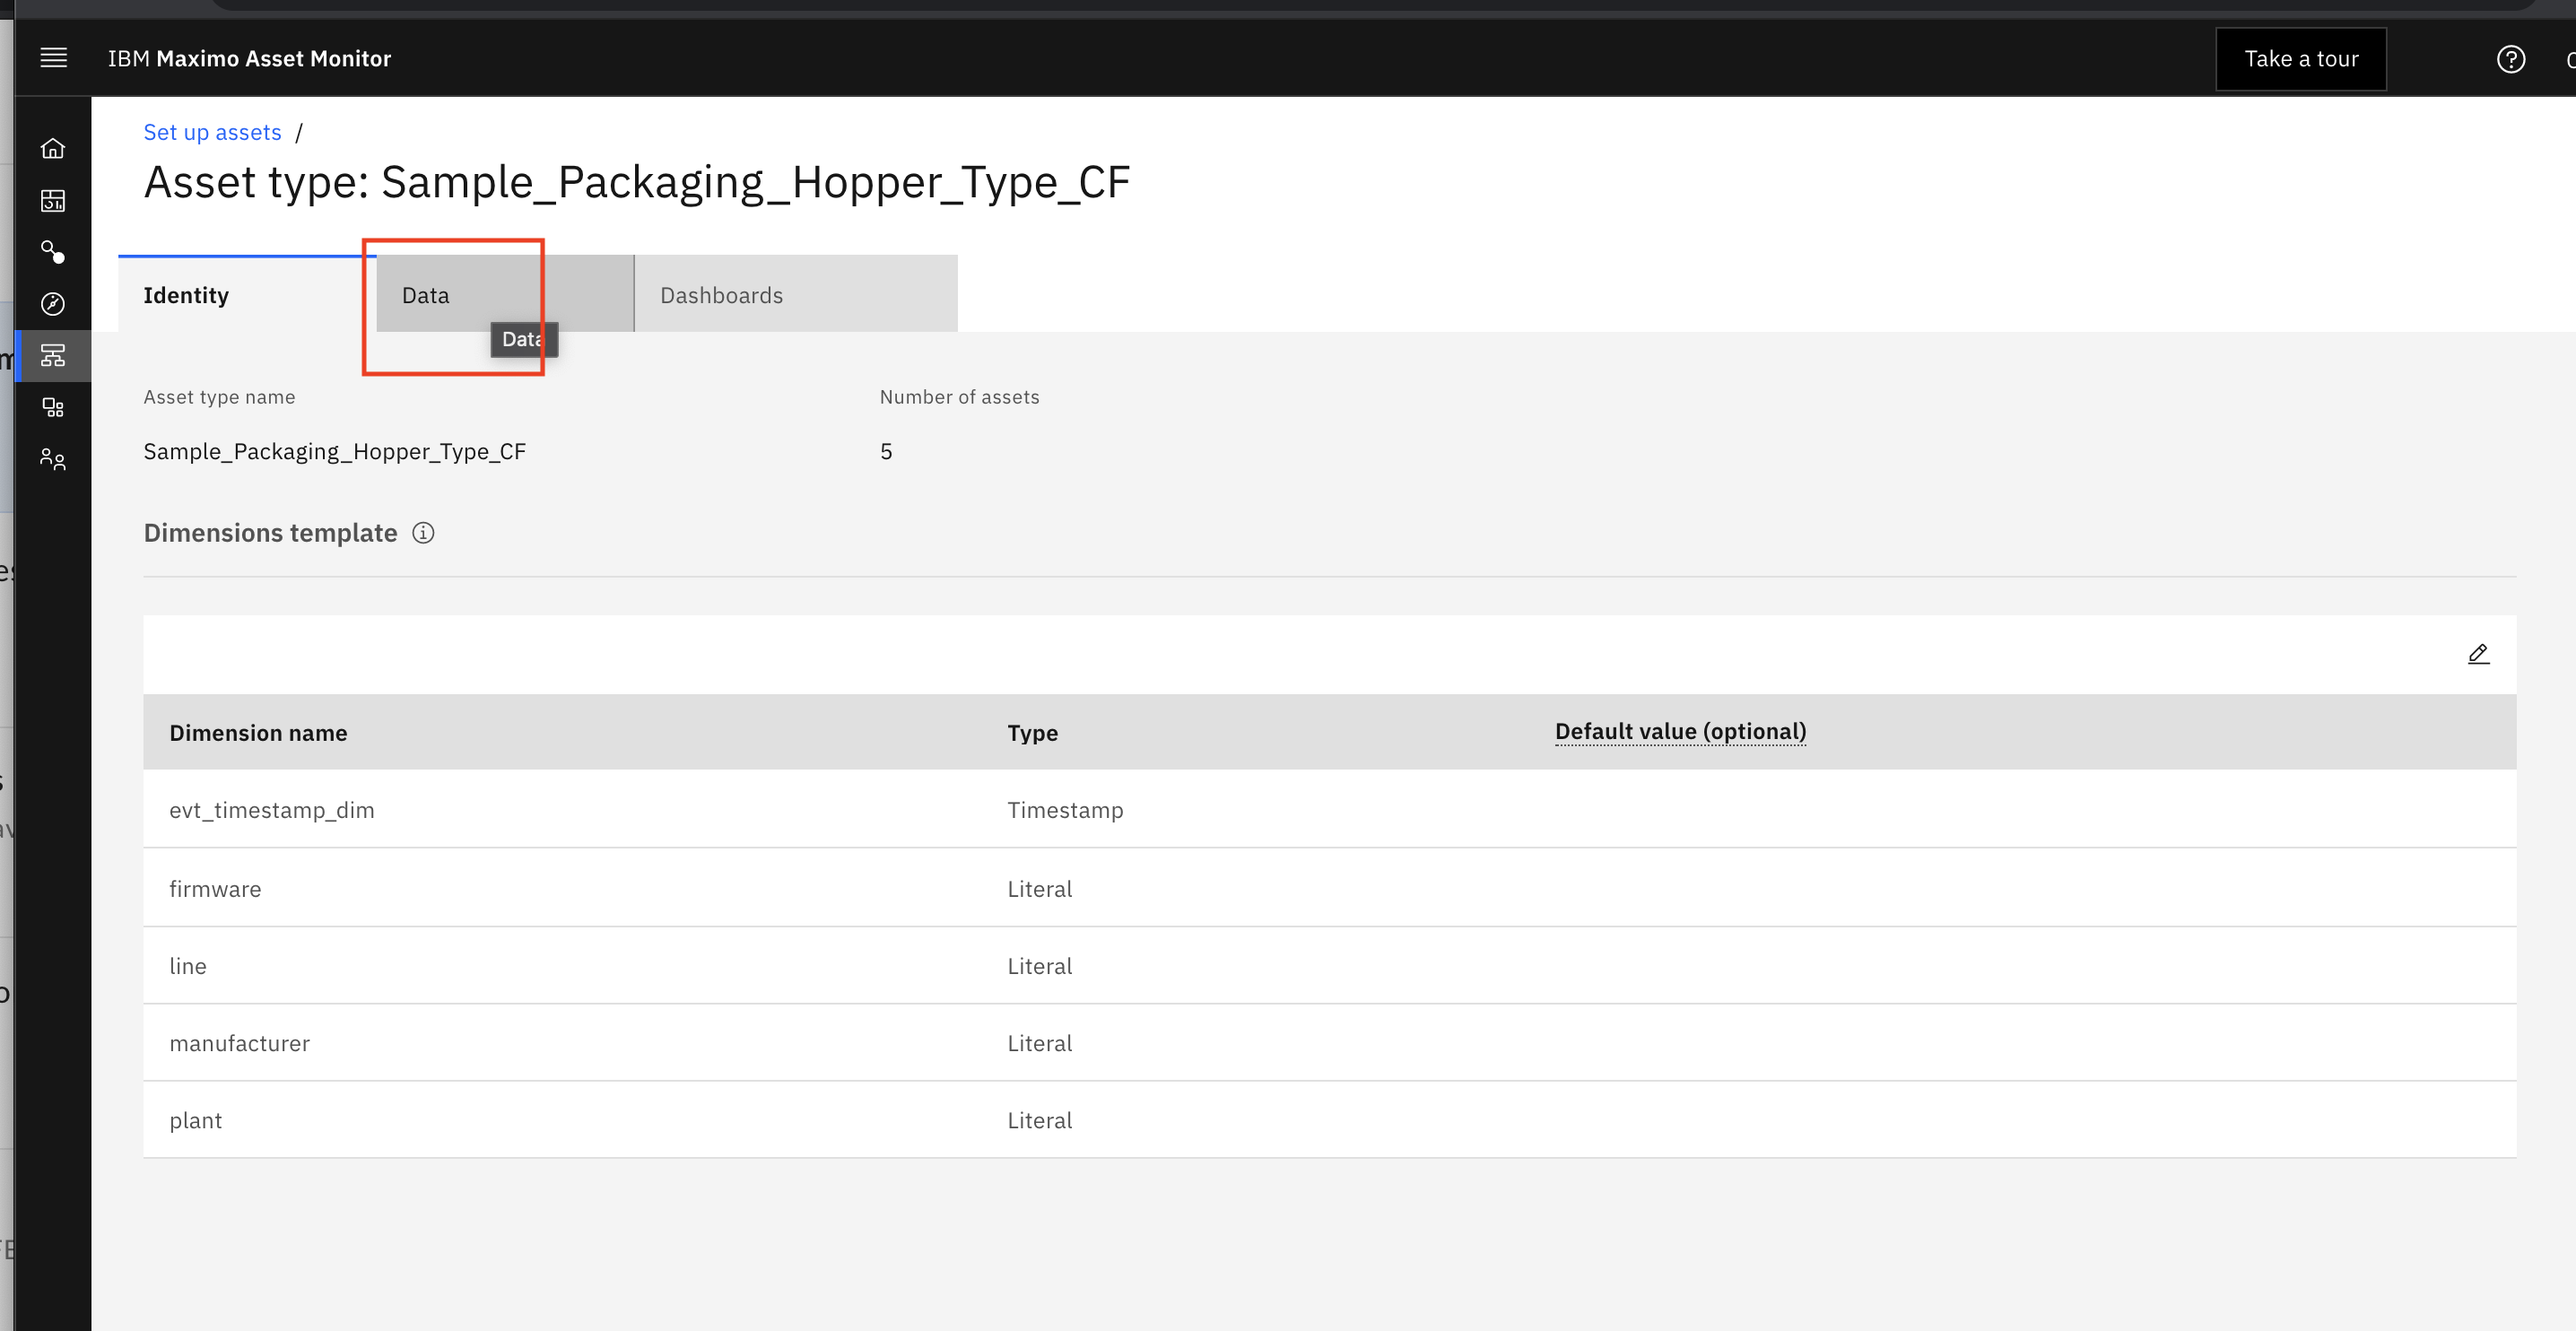 IBM Maximo Asset Monitor
Take a tour
Set up assets /
Asset type: Sample_Packaging_Hopper_Type_CF
Identity
Data
Dashboards
Data
Asset type name
Number of assets
Sample_Packaging_Hopper_Type_CF
5
Dimensions template
Dimension name Type Default value (optional)
evt_timestamp_dim Timestamp
firmware Literal
line Literal
manufacturer Literal
plant Literal